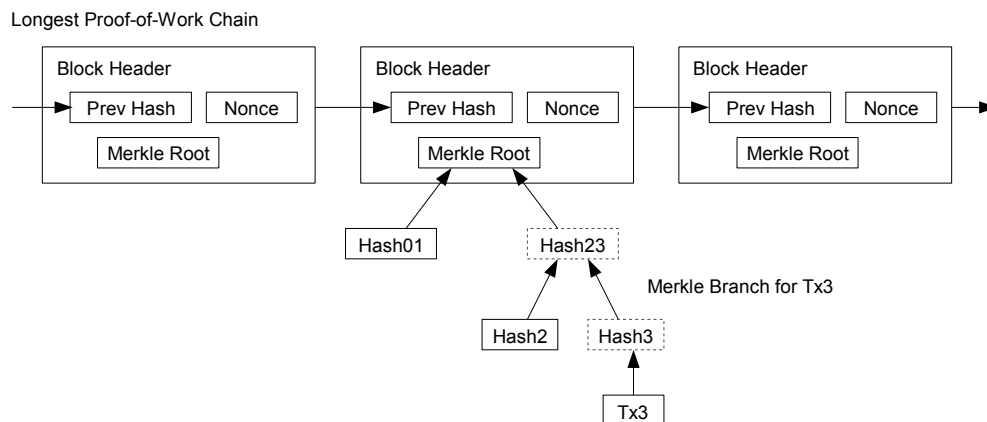 Longest Proof-of-Work Chain
Block Header
Prev Hash Nonce
Merkle Root
Block Header
Prev Hash Nonce
Merkle Root
Block Header
Prev Hash Nonce
Merkle Root
Hash01
Hash23
Merkle Branch for Tx3
Hash2
Hash3
Tx3